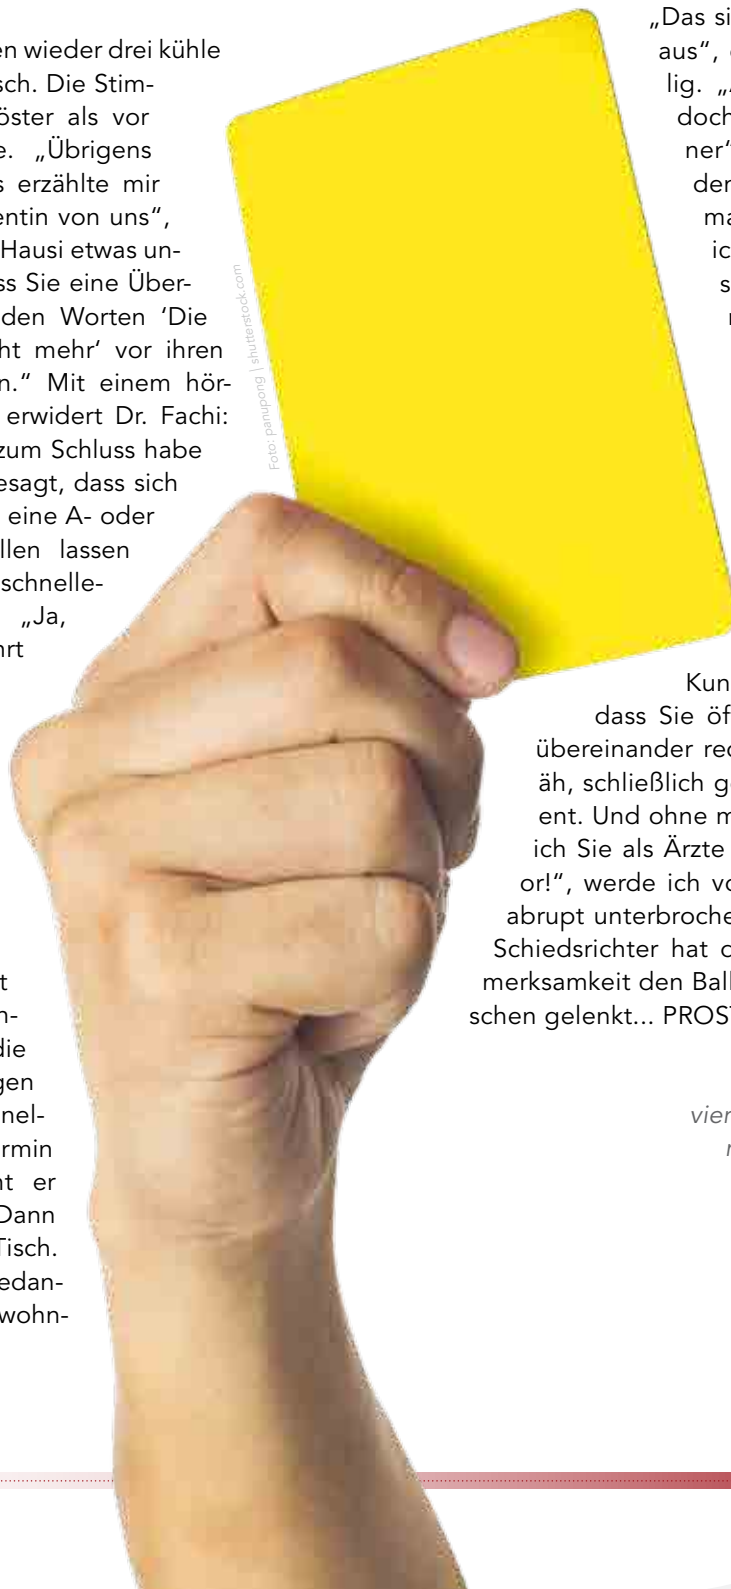 en wieder drei kühle
sch. Die Stim-
öster als vor
e. „Übrigens
s erzählte mir
entin von uns“,
Hausi etwas un-
ss Sie eine Über-
den Worten ‘Die
ht mehr’ vor ihren
n.“ Mit einem hör-
erwidert Dr. Fachi:
zum Schluss habe
esagt, dass sich
eine A- oder
llen lassen
schnelle-
„Ja,
hrt
t
n-
die
gen
nel-
rmin
nt er
Dann
Tisch.
edan-
wohn-
Foto: panupong | shutterstock.com
„Das si
aus“,
lig. „
doch
ner“
der
ma
ic
s
Kun
dass Sie öf
übereinander rec
äh, schließlich g
ent. Und ohne m
ich Sie als Ärzte
or!“, werde ich vo
abrupt unterbroche
Schiedsrichter hat
merksamkeit den Ball
schen gelenkt... PROST
vier